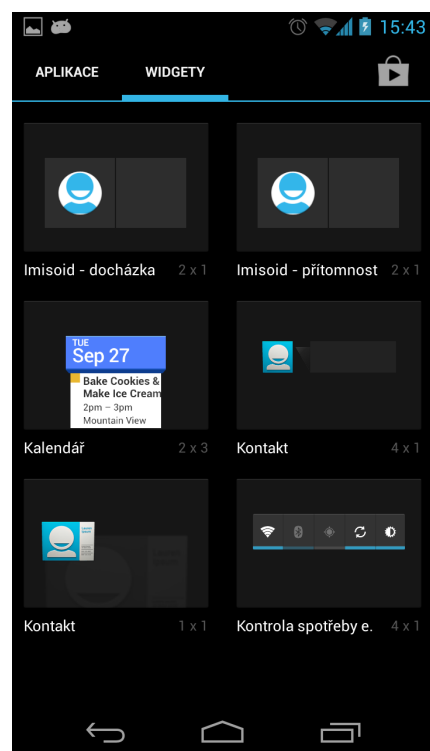 15:43
APLIKACE WIDGETY
Imisoid - docházka 2 x 1
Imisoid - přítomnost 2 x 1
TUE
Sep 27
Bake Cookies &
Make Ice Cream
2pm – 3pm
Mountain View
Kalendář 2 x 3
Kontakt 4 x 1
Kontakt 1 x 1
Kontrola spotřeby e. 4 x 1